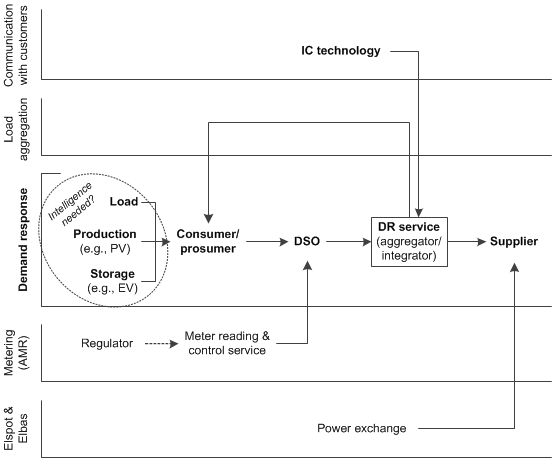 Communication
with customers
IC technology
Load
aggregation
Demand response
Intelligence
needed?
Load
Production
(e.g., PV)
Storage
(e.g., EV)
Consumer/
prosumer
DSO
DR service
(aggregator/
integrator)
Supplier
Metering
(AMR)
Regulator
Meter reading &
control service
Elspot &
Elbas
Power exchange